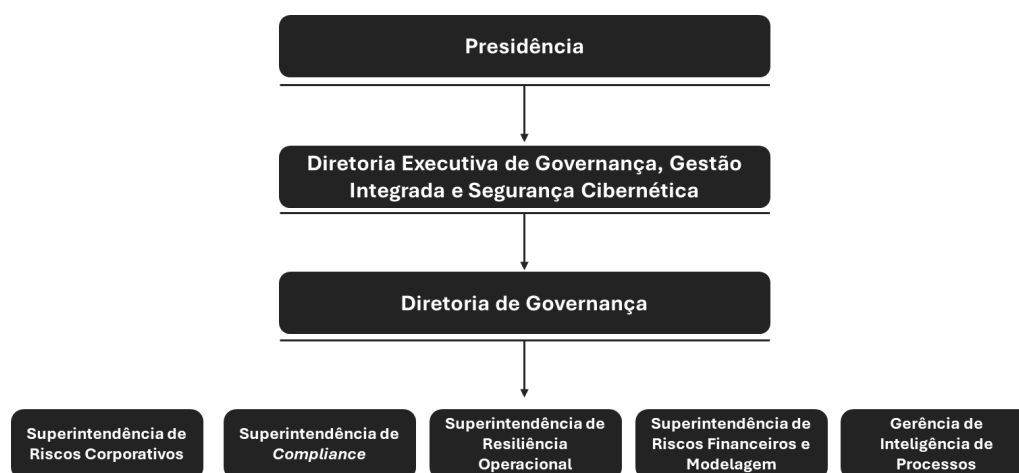 Presidência
Diretoria Executiva de Governança, Gestão
Integrada e Segurança Cibernética
Diretoria de Governança
Superintendência de
Riscos Corporativos
Superintendência de
Compliance
Superintendência de
Resiliência
Operacional
Superintendência de
Riscos Financeiros e
Modelagem
Gerência de
Inteligência de
Processos